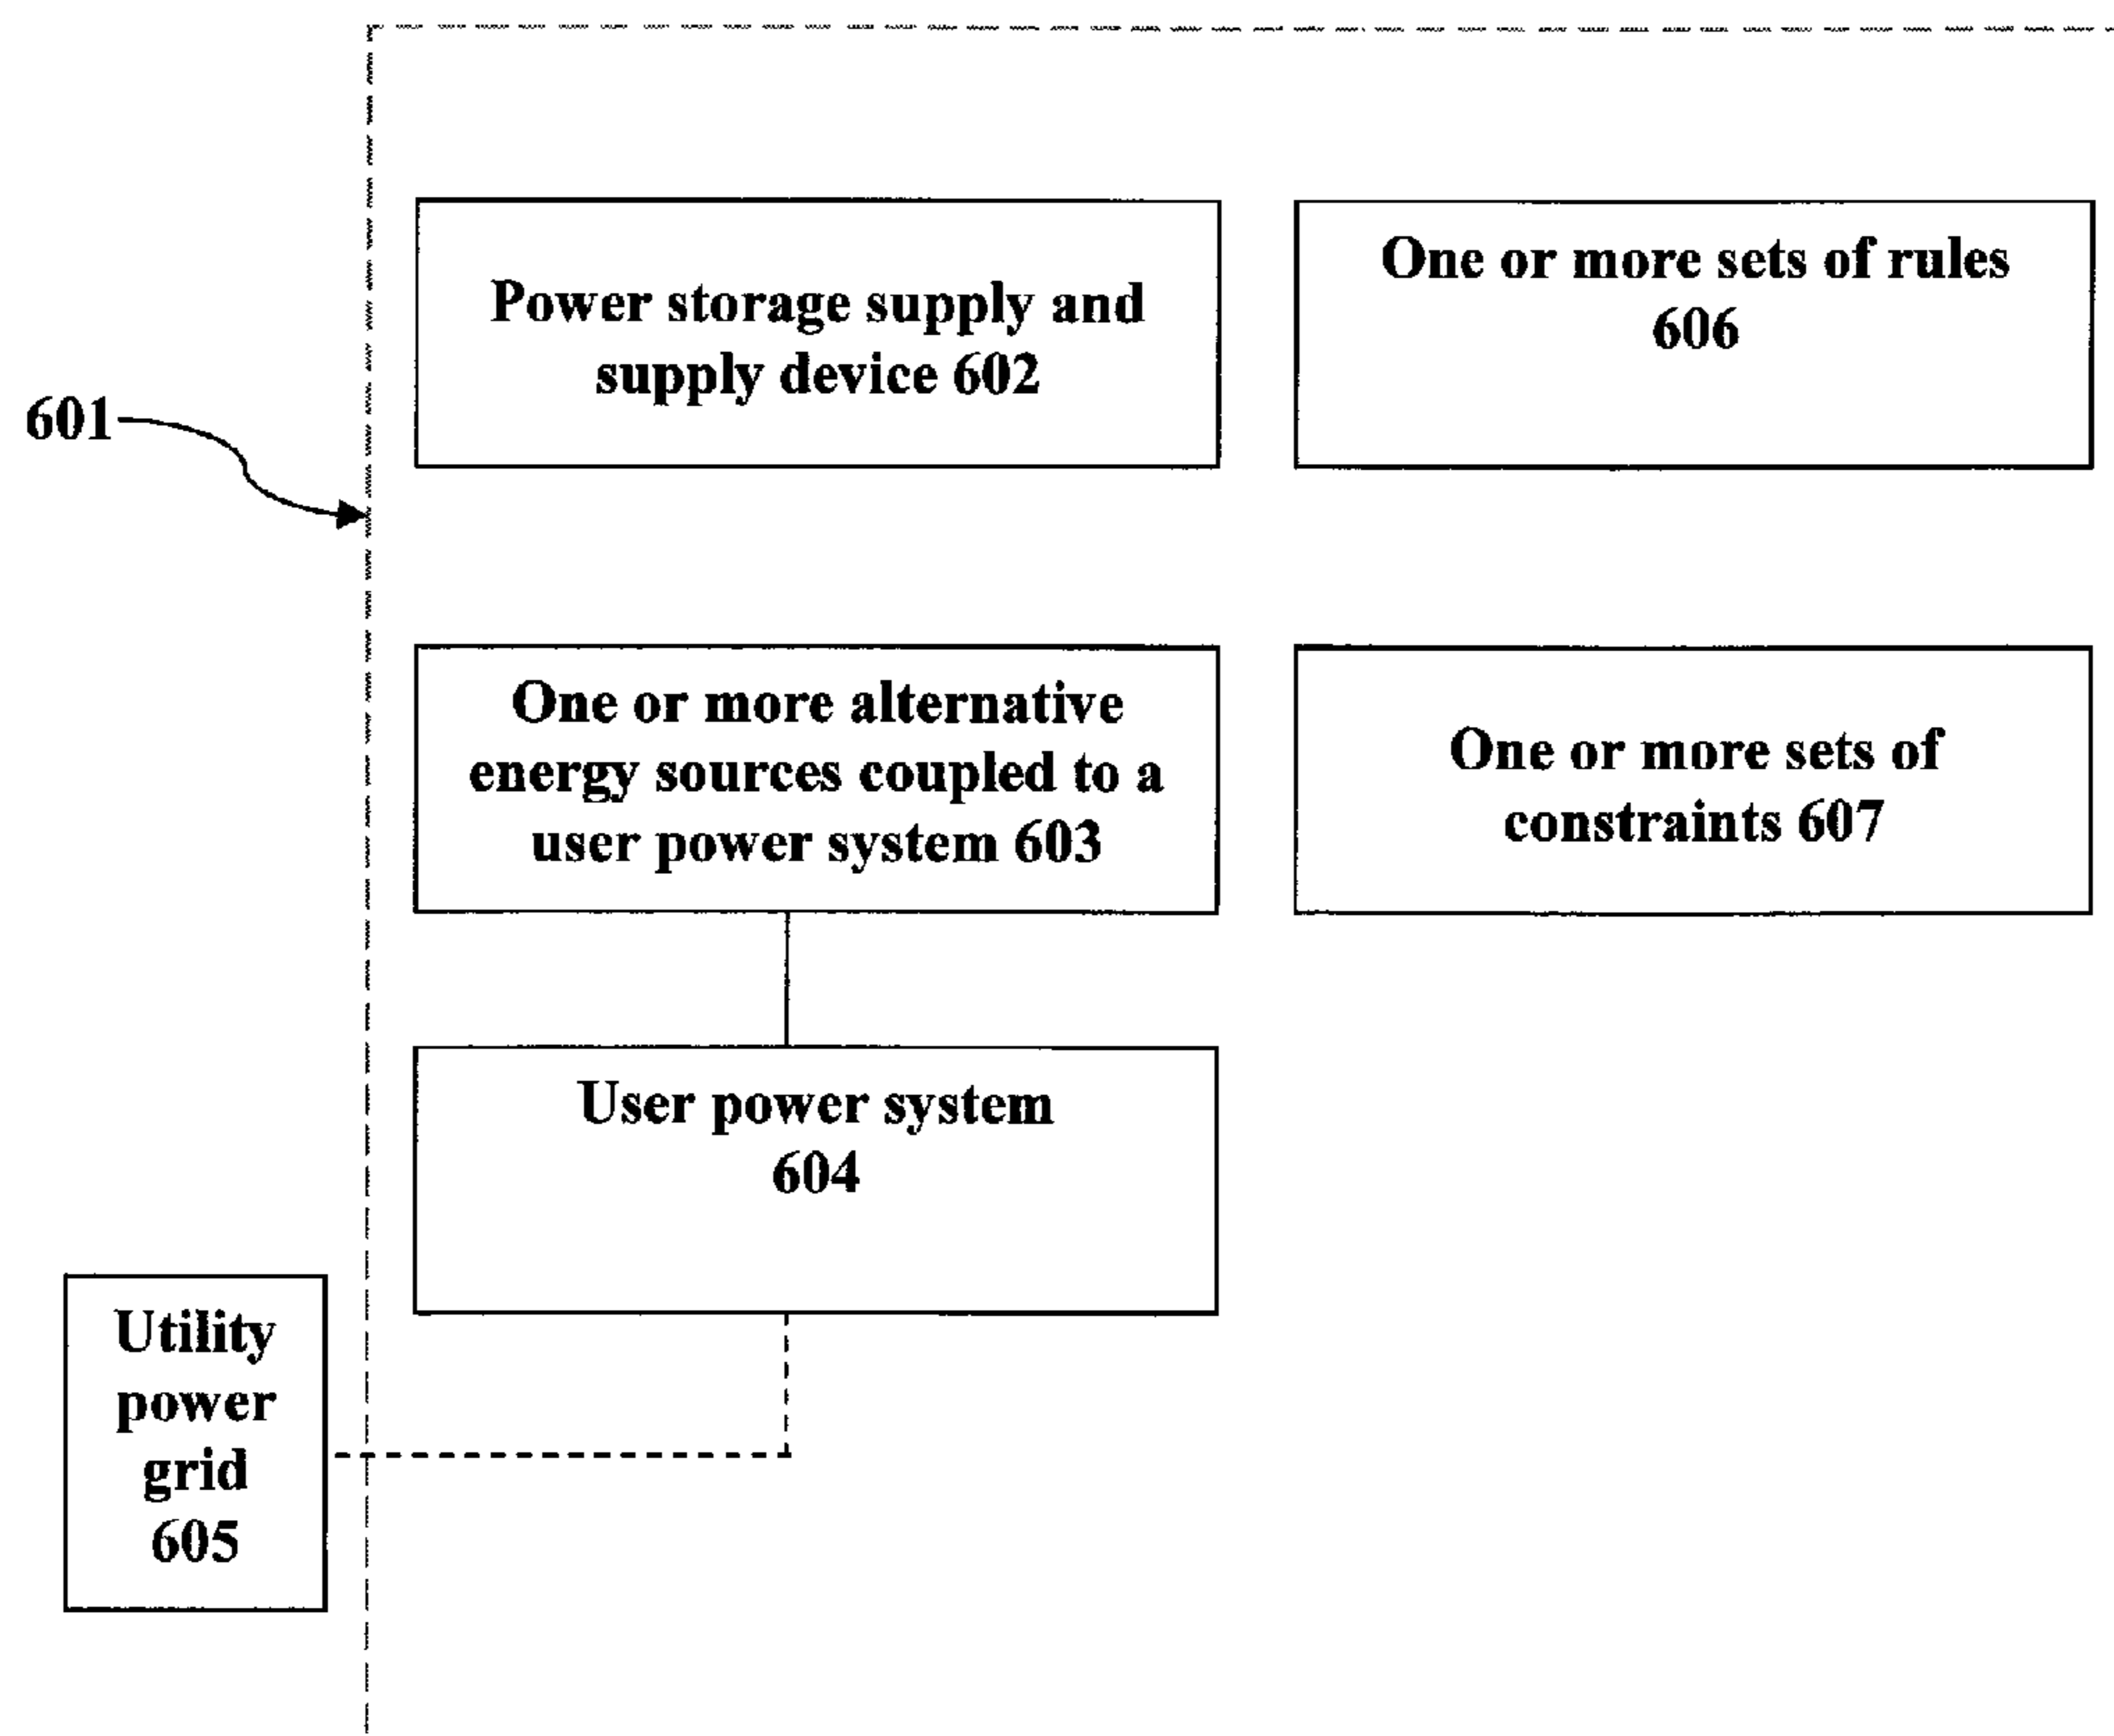 Power storage supply and
supply device 602
One or more sets of rules
606
601
One or more alternative
energy sources coupled to a
user power system 603
One or more sets of
constraints 607
User power system
604
Utility
power
grid
605